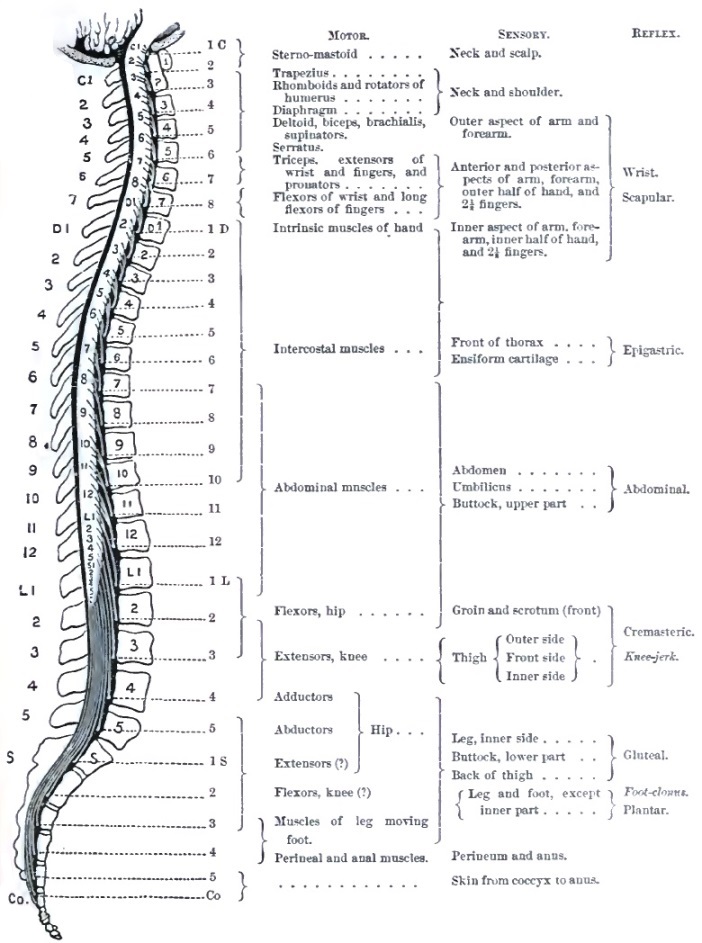 MOTOR. SENSORY. REFLEX.
1 C Sterno-mastoid . . . . . Neck and scalp.
2
3 Trapezius . . . . . . . .
Rhomboids and rotators of
humerus . . . . . . . Neck and shoulder.
4 Diaphragm . . . . . . .
Deltoid, biceps, brachialis, Outer aspect of arm and
5 supinators. forearm.
Serratus.
6 Triceps, extensors of
wrist and fingers, and Anterior and posterior as-
7 pronators . . . . . . pects of arm, forearm, Wrist.
Flexors of wrist and long outer half of hand, and Scapular.
8 flexors of fingers . . . 2½ fingers.
1 D Intrinsic muscles of hand Inner aspect of arm, fore-
arm, inner half of hand,
2 and 2½ fingers.
3
4
5
Intercostal muscles . . . Front of thorax . . . . . Epigastric.
6 Ensiform cartilage . . .
7
8
9
10 Abdomen . . . . . . .
Abdominal mnscles . . . Umbilicus . . . . . . . Abdominal.
11 Buttock, upper part . .
12
1 L
2 Flexors, hip . . . . . . Groin and scrotum (front)
Cremasteric.
Outer side
3 Extensors, knee . . . . Thigh Front side . Knee-jerk.
Inner side
4 Adductors
5 Abductors Hip . . . Leg, inner side . . . . .
1 S Extensors (?) Buttock, lower part . . Gluteal.
Back of thigh . . . . .
2 Flexors, knee (?) Leg and foot, except Foot-clonus.
inner part . . . . . Plantar.
3 Muscles of leg moving
foot.
4 Perineal and anal muscles. Perineum and anus.
5
Co . . . . . . . . . . . . Skin from coccyx to anus.
C1
2
3
4
5
6
7
D1
2
3
4
5
6
7
8
9
10
11
12
L1
2
3
4
5
S
Co.
C1
2
3
4
5
6
7
8
D1
2
3
4
5
6
7
8
9
10
11
12
L1
2
3
4
5
1
2
3
4
5
6
7
D1
2
3
4
5
6
7
8
9
10
11
12
L1
2
3
4
5
S